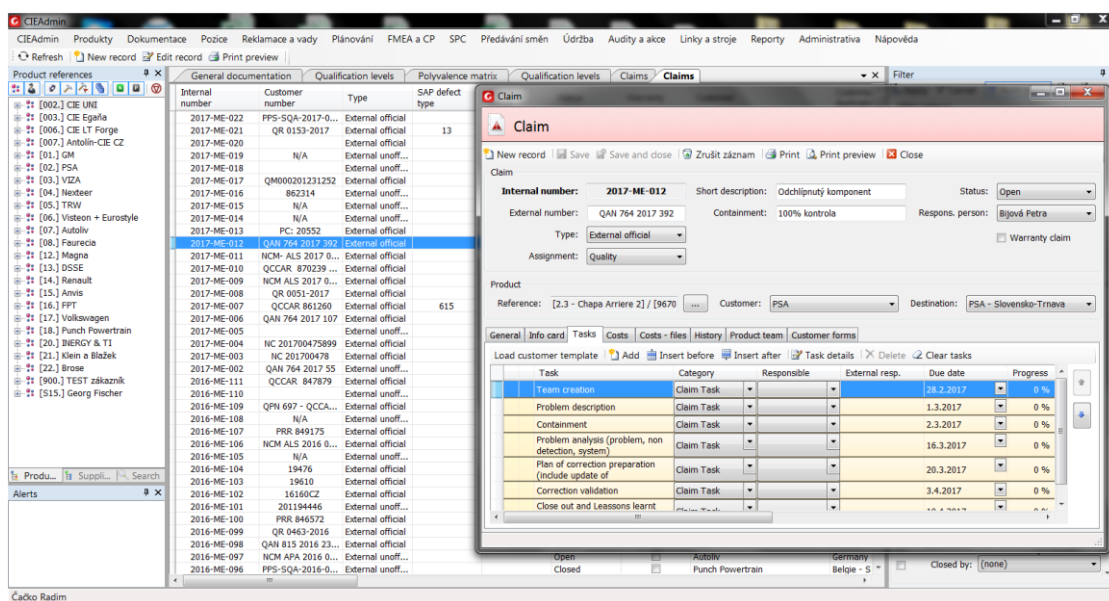 CIEAdmin
CIEAdmin Produkty Dokumentace Pozice Reklamace a vady Plánování FMEA a CP SPC Předávání směn Údržba Audity a akce Linky a stroje Reporty Administrativa Nápověda
Refresh New record Edit record Print preview
Product references
[002.] CIE UNI
[003.] CIE Egaña
[006.] CIE LT Forge
[007.] Antolín-CIE CZ
[01.] GM
[02.] PSA
[03.] VIZA
[04.] Nexteer
[05.] TRW
[06.] Visteon + Eurostyle
[07.] Autoliv
[08.] Faurecia
[12.] Magna
[13.] DSSE
[14.] Renault
[15.] Anvis
[16.] FPT
[17.] Volkswagen
[18.] Punch Powertrain
[20.] INERGY & TI
[21.] Klein a Blažek
[22.] Brose
[900.] TEST zákazník
[S15.] Georg Fischer
Produ... Suppli... Search
Alerts
General documentation Qualification levels Polyvalence matrix Qualification levels Claims Claims
Internal number Customer number Type SAP defect type
2017-ME-022 PPS-SQA-2017-0... External official
2017-ME-021 QR 0153-2017 External official 13
2017-ME-020 External official
2017-ME-019 N/A External unoff...
2017-ME-018 External unoff...
2017-ME-017 QM000201231252 External official
2017-ME-016 862314 External unoff...
2017-ME-015 N/A External unoff...
2017-ME-014 N/A External unoff...
2017-ME-013 PC: 20552 External official
2017-ME-012 QAN 764 2017 392 External official
2017-ME-011 NCM- ALS 2017 0... External official
2017-ME-010 QCCAR 870239 ... External official
2017-ME-009 NCM ALS 2017 0... External official
2017-ME-008 QR 0051-2017 External official
2017-ME-007 QCCAR 861260 External official 615
2017-ME-006 QAN 764 2017 107 External official
2017-ME-005 External unoff...
2017-ME-004 NC 201700475899 External official
2017-ME-003 NC 201700478 External official
2017-ME-002 QAN 764 2017 55 External official
2016-ME-111 QCCAR 847879 External official
2016-ME-110 External unoff...
2016-ME-109 QPN 697 - QCCA... External official
2016-ME-108 N/A External unoff...
2016-ME-107 PRR 849175 External official
2016-ME-106 NCM ALS 2016 0... External official
2016-ME-105 N/A External unoff...
2016-ME-104 19476 External official
2016-ME-103 19610 External official
2016-ME-102 16160CZ External official
2016-ME-101 201194446 External unoff...
2016-ME-100 PRR 846572 External official
2016-ME-099 QR 0463-2016 External official
2016-ME-098 QAN 815 2016 23... External official
2016-ME-097 NCM APA 2016 0... External unoff... Open Autoliv Germany
2016-ME-096 PPS-SQA-2016-0... External unoff... Closed Punch Powertrain Belgie - S
Filter
Closed by: (none)
Claim
Claim
New record Save Save and close Zrušit záznam Print Print preview Close
Claim
Internal number: 2017-ME-012 Short description: Odchlípnutý komponent Status: Open
External number: QAN 764 2017 392 Containment: 100% kontrola Respons. person: Bijová Petra
Type: External official Warranty claim
Assignment: Quality
Product
Reference: [2.3 - Chapa Arriere 2] / [9670 ... Customer: PSA Destination: PSA - Slovensko-Trnava
General Info card Tasks Costs Costs - files History Product team Customer forms
Load customer template Add Insert before Insert after Task details Delete Clear tasks
Task Category Responsible External resp. Due date Progress
Team creation Claim Task 28.2.2017 0 %
Problem description Claim Task 1.3.2017 0 %
Containment Claim Task 2.3.2017 0 %
Problem analysis (problem, non detection, system) Claim Task 16.3.2017 0 %
Plan of correction preparation (include update of Claim Task 20.3.2017 0 %
Correction validation Claim Task 3.4.2017 0 %
Close out and Leassons learnt
Čačko Radim